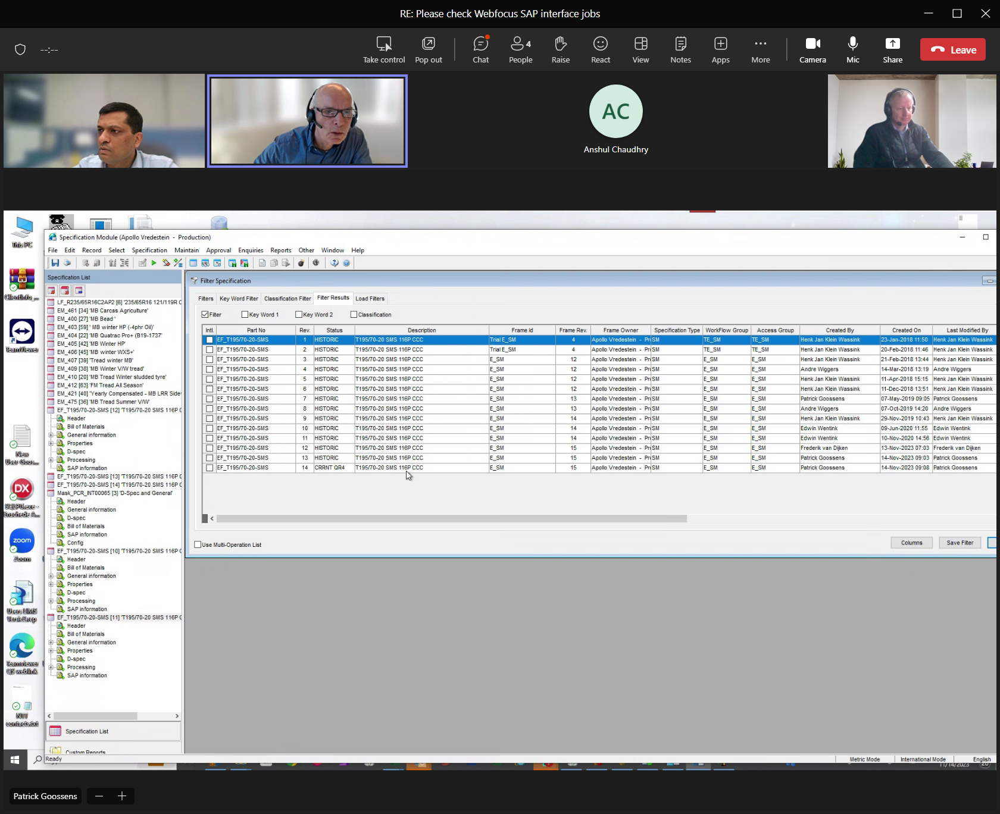 RE: Please check Webfocus SAP interface jobs
--:--
Take control
Pop out
Chat
People
4
Raise
React
View
Notes
Apps
More
Camera
Mic
Share
Leave
AC
Anshul Chaudhry
This PC
ClientInfo_...
TeamViewer
New
User-Goos...
DX
zoom
Zoom
Teamviewer
QS weblink
NTT
contacts.txt
Specification Module (Apollo Vredestein - Production)
File Edit Record Select Specification Maintain Approval Enquiries Reports Other Window Help
Specification List
LF_R235/65R16C2AP2 [6] '235/65R16 121/119R C
EM_461 [34] 'MB Carcas Agriculture'
EM_400 [27] 'MB Bead '
EM_403 [59] ' MB winter HP (-4phr Oil)'
EM_404 [22] 'MB Quatrac Pro+ (B19-1737'
EM_405 [42] 'MB Winter HP'
EM_406 [45] 'MB winter WXS+'
EM_407 [39] 'Tread winter MB'
EM_409 [38] 'MB Winter V/W tread'
EM_410 [20] 'MB Tread Winter studded tyre'
EM_412 [63] 'FM Tread All Season'
EM_421 [40] 'Yearly Compensated - MB LRR Side
EM_475 [36] 'MB Tread Summer V/W'
EF_T195/70-20-SMS [12] 'T195/70-20 SMS 116P C
Header
Bill of Materials
General information
Properties
D-spec
Processing
SAP information
EF_T195/70-20-SMS [13] 'T195/70-20 SMS 116P C
EF_T195/70-20-SMS [14] 'T195/70-20 SMS 116P C
Mask_PCR_INT00065 [3] 'D-Spec and General'
Header
General information
D-spec
Bill of Materials
SAP information
Config
EF_T195/70-20-SMS [10] 'T195/70-20 SMS 116P C
Header
Bill of Materials
General information
Properties
D-spec
Processing
SAP information
EF_T195/70-20-SMS [11] 'T195/70-20 SMS 116P C
Header
Bill of Materials
General information
Properties
D-spec
Processing
SAP information
Specification List
Custom Reports
Ready
Filter Specification
Filters Key Word Filter Classification Filter Filter Results Load Filters
Filter Key Word 1 Key Word 2 Classification
Intl. Part No Rev. Status Description Frame Id Frame Rev. Frame Owner Specification Type WorkFlow Group Access Group Created By Created On Last Modified By
EF_T195/70-20-SMS 1 HISTORIC T195/70-20 SMS 116P CCC Trial E_SM 4 Apollo Vredestein - Pr SM TE_SM TE_SM Henk Jan Klein Wassink 23-Jan-2018 11:50 Henk Jan Klein Wassink
EF_T195/70-20-SMS 2 HISTORIC T195/70-20 SMS 116P CCC Trial E_SM 4 Apollo Vredestein - Pr SM TE_SM TE_SM Henk Jan Klein Wassink 20-Feb-2018 11:46 Henk Jan Klein Wassink
EF_T195/70-20-SMS 3 HISTORIC T195/70-20 SMS 116P CCC E_SM 12 Apollo Vredestein - Pr SM E_SM E_SM Henk Jan Klein Wassink 21-Feb-2018 13:44 Henk Jan Klein Wassink
EF_T195/70-20-SMS 4 HISTORIC T195/70-20 SMS 116P CCC E_SM 12 Apollo Vredestein - Pr SM E_SM E_SM Andre Wiggers 14-Mar-2018 13:19 Andre Wiggers
EF_T195/70-20-SMS 5 HISTORIC T195/70-20 SMS 116P CCC E_SM 12 Apollo Vredestein - Pr SM E_SM E_SM Henk Jan Klein Wassink 11-Apr-2018 15:15 Henk Jan Klein Wassink
EF_T195/70-20-SMS 6 HISTORIC T195/70-20 SMS 116P CCC E_SM 12 Apollo Vredestein - Pr SM E_SM E_SM Henk Jan Klein Wassink 11-Dec-2018 13:51 Henk Jan Klein Wassink
EF_T195/70-20-SMS 7 HISTORIC T195/70-20 SMS 116P CCC E_SM 13 Apollo Vredestein - Pr SM E_SM E_SM Patrick Goossens 07-May-2019 09:05 Patrick Goossens
EF_T195/70-20-SMS 8 HISTORIC T195/70-20 SMS 116P CCC E_SM 13 Apollo Vredestein - Pr SM E_SM E_SM Andre Wiggers 07-Oct-2019 14:20 Andre Wiggers
EF_T195/70-20-SMS 9 HISTORIC T195/70-20 SMS 116P CCC E_SM 14 Apollo Vredestein - Pr SM E_SM E_SM Henk Jan Klein Wassink 29-Nov-2019 10:43 Henk Jan Klein Wassink
EF_T195/70-20-SMS 10 HISTORIC T195/70-20 SMS 116P CCC E_SM 14 Apollo Vredestein - Pr SM E_SM E_SM Edwin Wentink 09-Jun-2020 11:55 Edwin Wentink
EF_T195/70-20-SMS 11 HISTORIC T195/70-20 SMS 116P CCC E_SM 14 Apollo Vredestein - Pr SM E_SM E_SM Edwin Wentink 10-Nov-2020 14:56 Edwin Wentink
EF_T195/70-20-SMS 12 HISTORIC T195/70-20 SMS 116P CCC E_SM 15 Apollo Vredestein - Pr SM E_SM E_SM Frederik van Dijken 13-Nov-2023 07:03 Frederik van Dijken
EF_T195/70-20-SMS 13 HISTORIC T195/70-20 SMS 116P CCC E_SM 15 Apollo Vredestein - Pr SM E_SM E_SM Patrick Goossens 14-Nov-2023 09:03 Patrick Goossens
EF_T195/70-20-SMS 14 CRRNT QR4 T195/70-20 SMS 116P CCC E_SM 15 Apollo Vredestein - Pr SM E_SM E_SM Patrick Goossens 14-Nov-2023 09:08 Patrick Goossens
Use Multi-Operation List
Columns
Save Filter
Metric Mode International Mode English
11/14/2023
Patrick Goossens